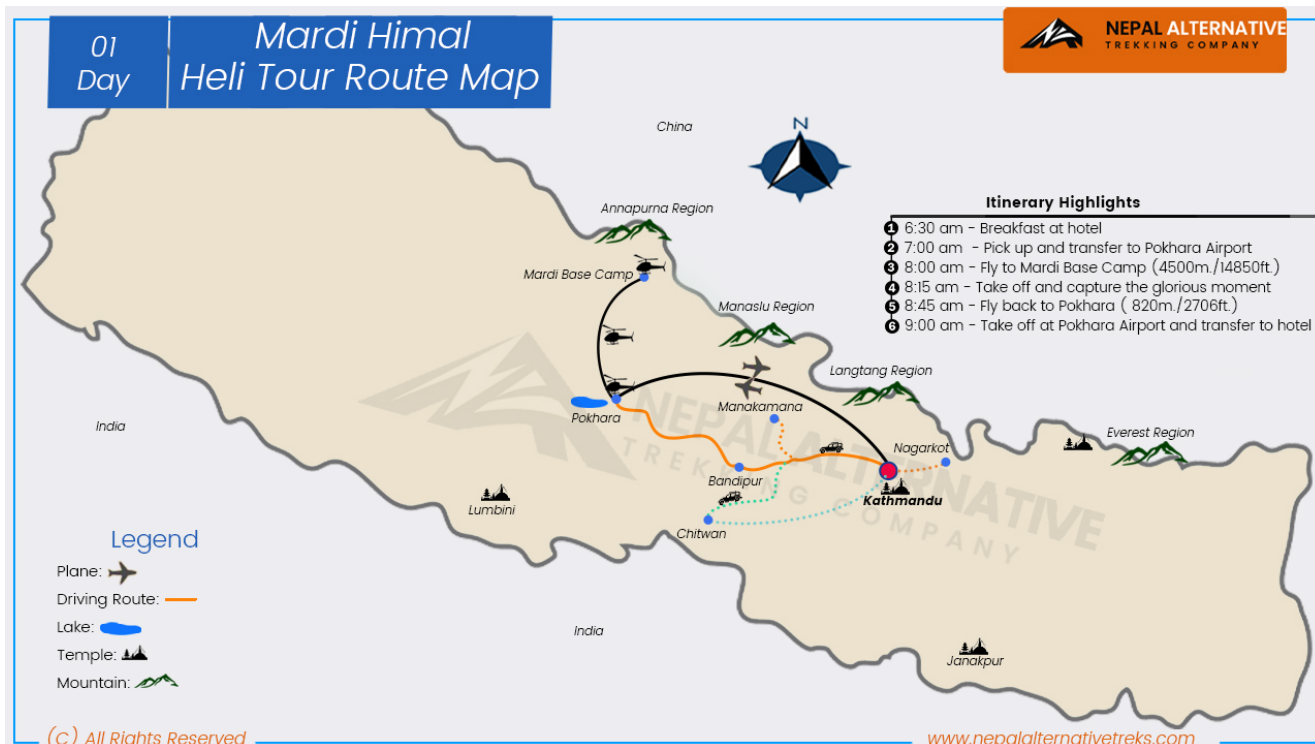 01
Day
Mardi Himal
Heli Tour Route Map
NEPAL ALTERNATIVE
TREKKING COMPANY
China
N
Itinerary Highlights
1 6:30 am - Breakfast at hotel
2 7:00 am - Pick up and transfer to Pokhara Airport
3 8:00 am - Fly to Mardi Base Camp (4500m./14850ft.)
4 8:15 am - Take off and capture the glorious moment
5 8:45 am - Fly back to Pokhara ( 820m./2706ft.)
6 9:00 am - Take off at Pokhara Airport and transfer to hotel
Annapurna Region
Mardi Base Camp
Manaslu Region
Langtang Region
Pokhara
Manakamana
India
Nagarkot
Everest Region
Bandipur
Kathmandu
Lumbini
Chitwan
NEPAL ALTERNATIVE
TREKKING COMPANY
Legend
Plane:
Driving Route:
Lake:
Temple:
Mountain:
India
Janakpur
(C) All Rights Reserved
www.nepalalternativetreks.com